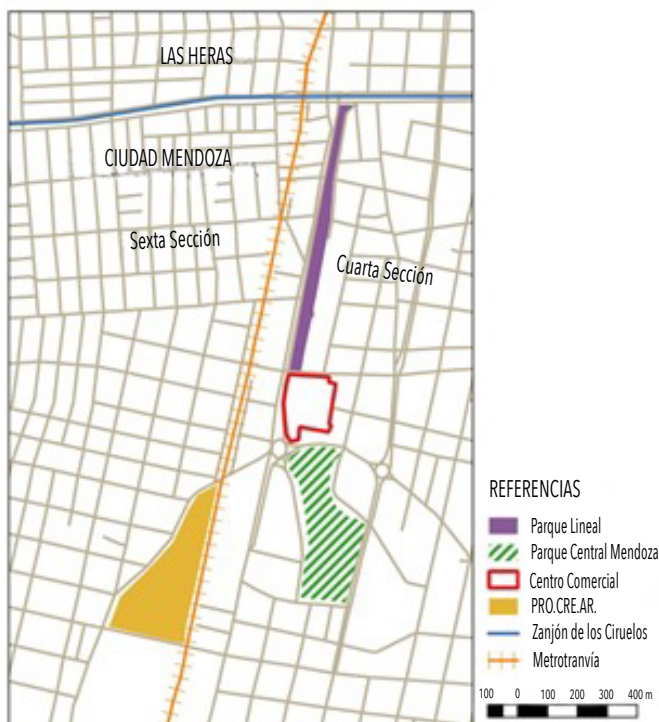 LAS HERAS
CIUDAD MENDOZA
Sexta Sección
Cuarta Sección
REFERENCIAS
Parque Lineal
Parque Central Mendoza
Centro Comercial
PRO.CRE.AR.
Zanjón de los Ciruelos
Metrotranvía
100 0 100 200 300 400 m